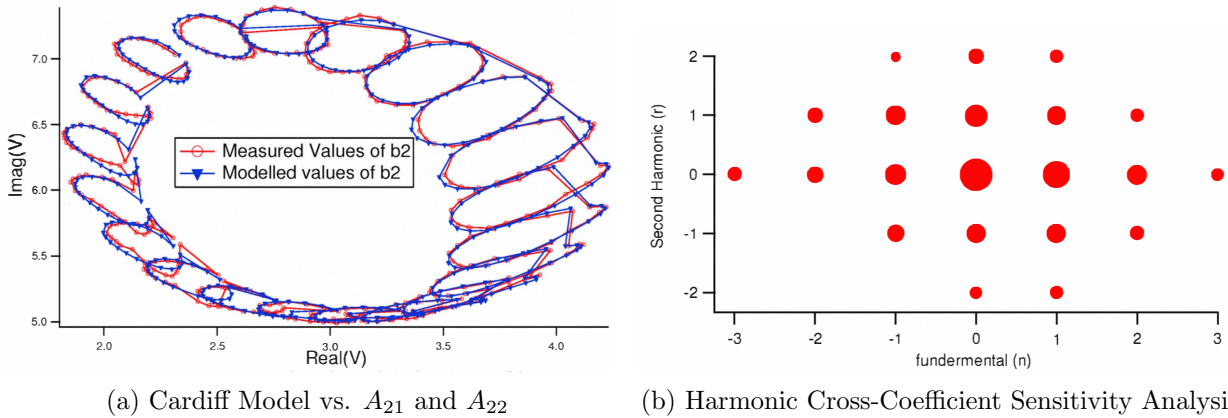 7.0
6.5
6.0
5.5
5.0
Imag(V)
Measured Values of b2
Modelled values of b2
2.0 2.5 3.0 3.5 4.0
Real(V)
2
1
0
-1
-2
Second Harmonic (r)
-3 -2 -1 0 1 2 3
fundermental (n)
(a) Cardiff Model vs. A21 and A22
(b) Harmonic Cross-Coefficient Sensitivity Analysi